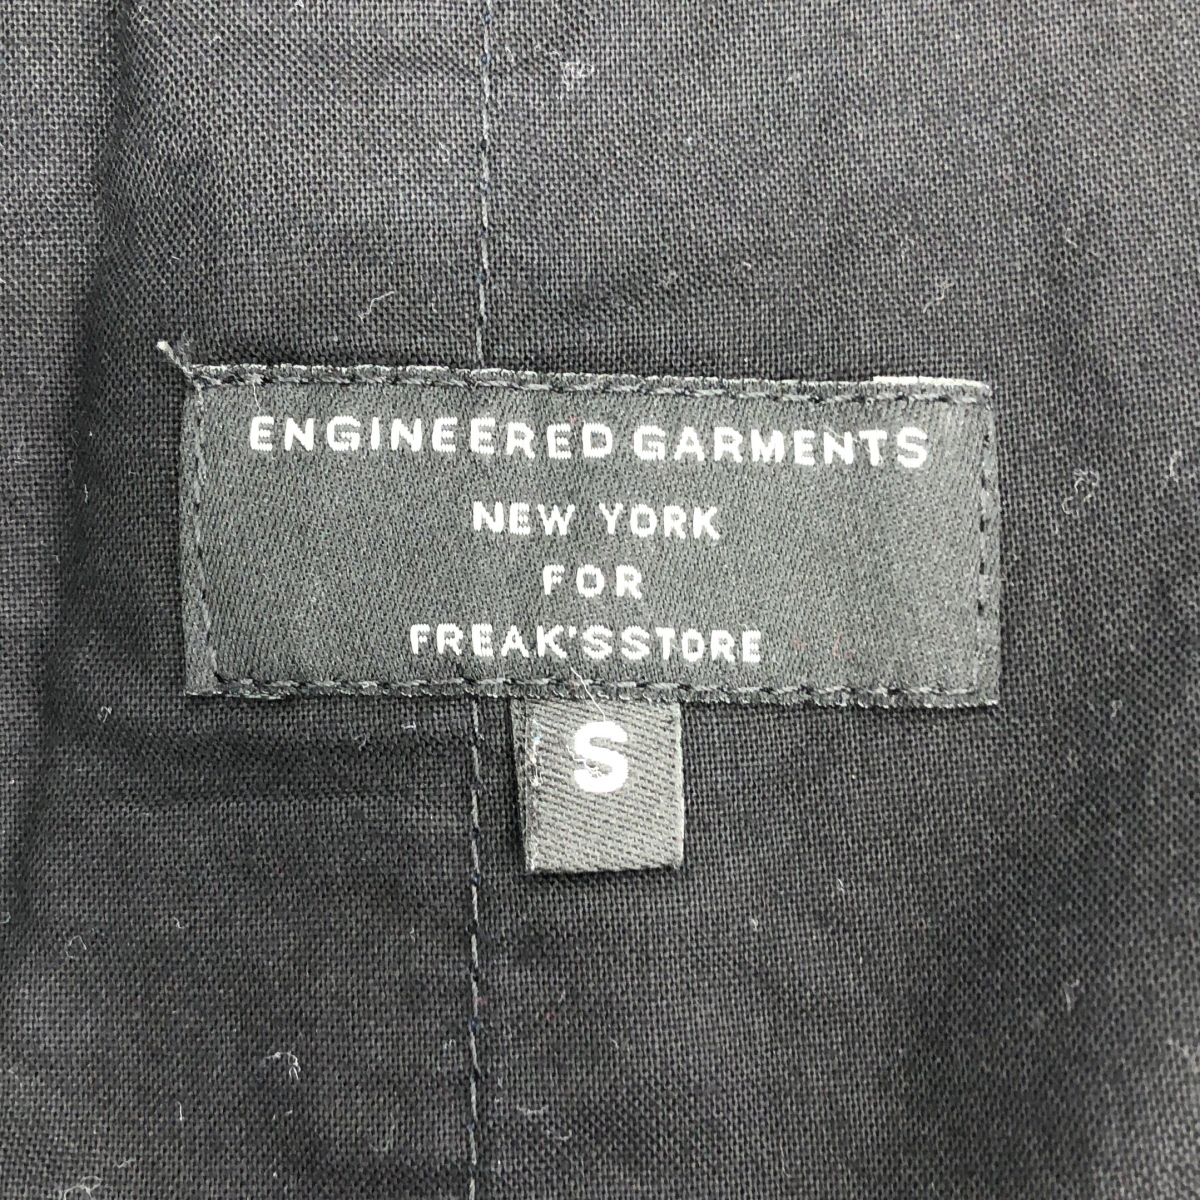 ENGINEERED GARMENTS
NEW YORK
FOR
FREAK'SSTORE
S